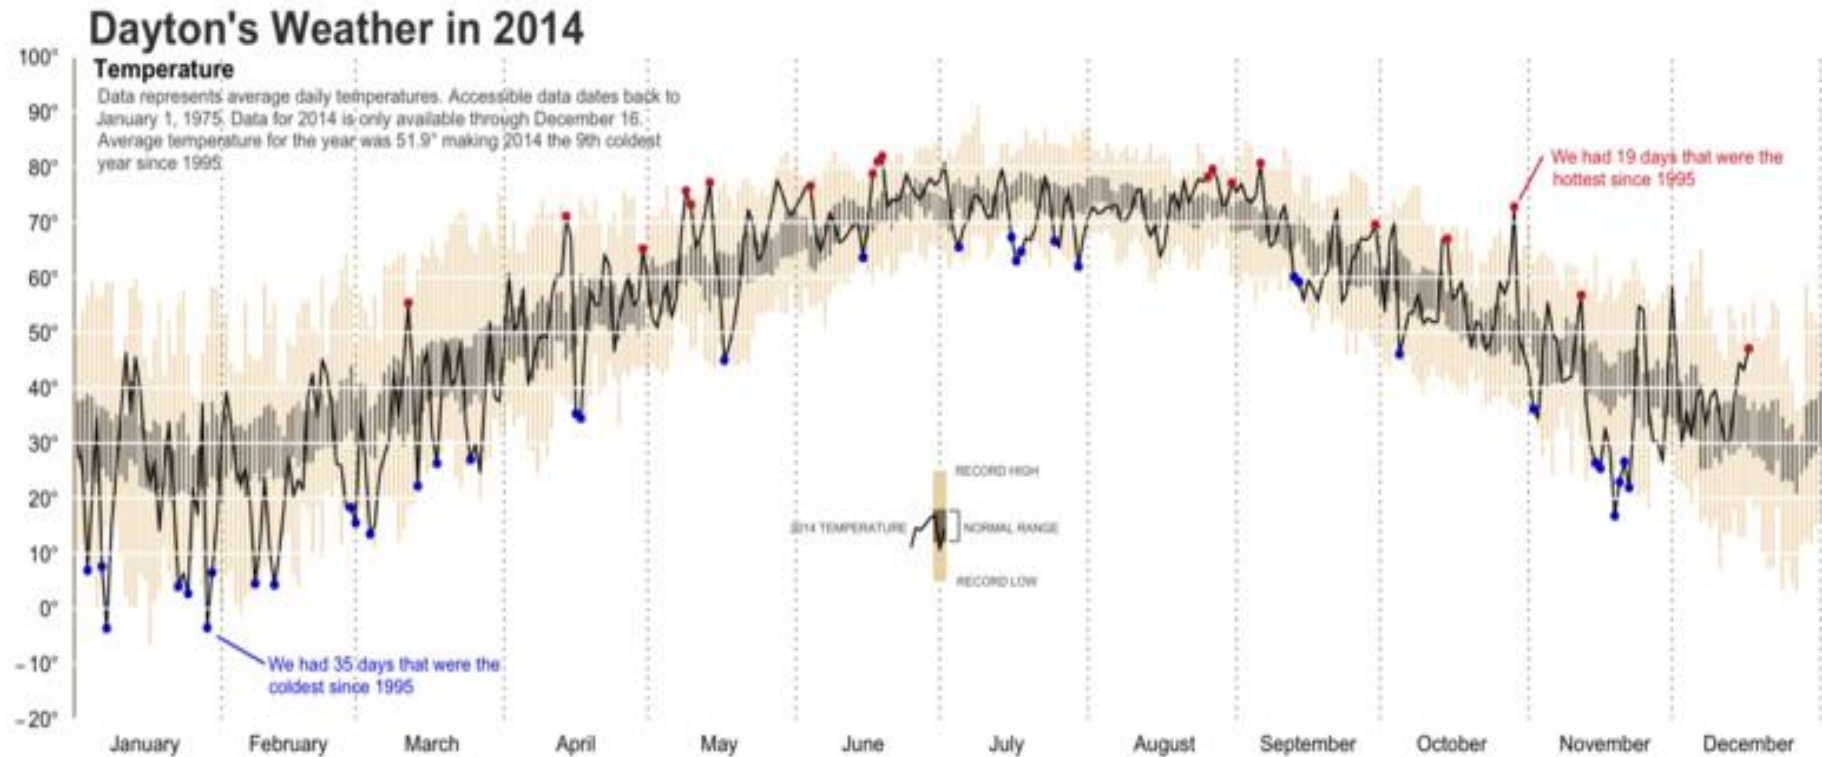 Dayton's Weather in 2014
Temperature
Data represents average daily temperatures. Accessible data dates back to
January 1, 1975. Data for 2014 is only available through December 16.
Average temperature for the year was 51.9° making 2014 the 9th coldest
year since 1995
100°
90°
80°
70°
60°
50°
40°
30°
20°
10°
0°
-10°
-20°
We had 19 days that were the
hottest since 1995
We had 35 days that were the
coldest since 1995
RECORD HIGH
2014 TEMPERATURE
NORMAL RANGE
RECORD LOW
January February March April May June July August September October November December